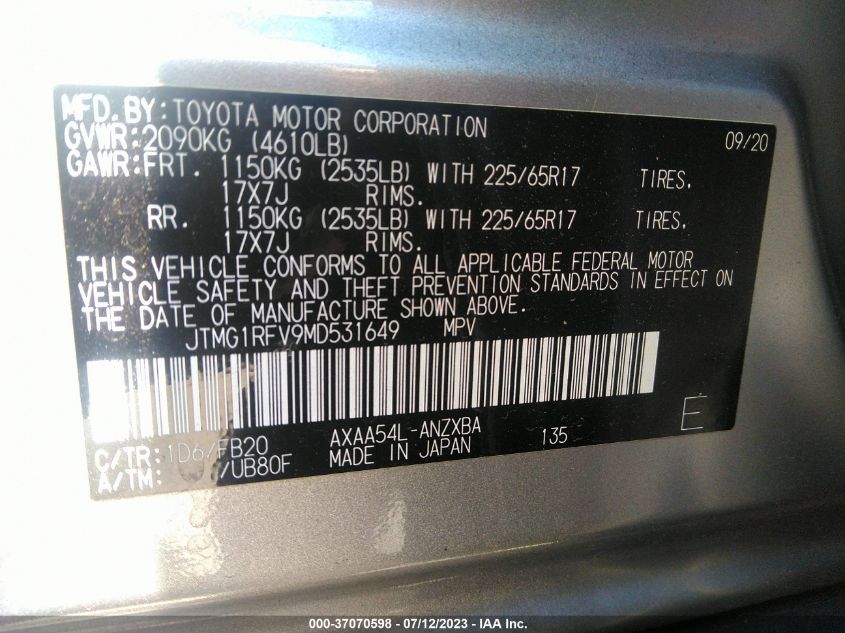 MFD. BY: TOYOTA MOTOR CORPORATION 09/20
GVWR: 2090KG (4610LB)
GAWR: FRT. 1150KG (2535LB) WITH 225/65R17 TIRES.
17X7J RIMS.
RR. 1150KG (2535LB) WITH 225/65R17 TIRES.
17X7J RIMS.
THIS VEHICLE CONFORMS TO ALL APPLICABLE FEDERAL MOTOR
VEHICLE SAFETY AND THEFT PREVENTION STANDARDS IN EFFECT ON
THE DATE OF MANUFACTURE SHOWN ABOVE.
JTMG1RFV9MD531649 MPV
E
C/TR: 1D6/FB20 AXAA54L-ANZXBA 135
A/TM: /UB80F MADE IN JAPAN
000-37070598 - 07/12/2023 - IAA Inc.